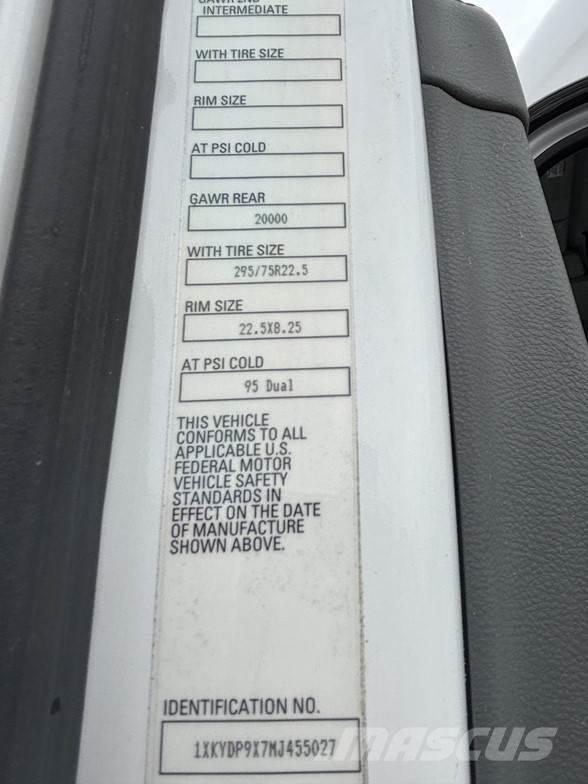 GAWR 2ND
INTERMEDIATE
WITH TIRE SIZE
RIM SIZE
AT PSI COLD
GAWR REAR
20000
WITH TIRE SIZE
295/75R22.5
RIM SIZE
22.5X8.25
AT PSI COLD
95 Dual
THIS VEHICLE
CONFORMS TO ALL
APPLICABLE U.S.
FEDERAL MOTOR
VEHICLE SAFETY
STANDARDS IN
EFFECT ON THE DATE
OF MANUFACTURE
SHOWN ABOVE.
IDENTIFICATION NO.
1XKYDP9X7MJ455027
MASCUS